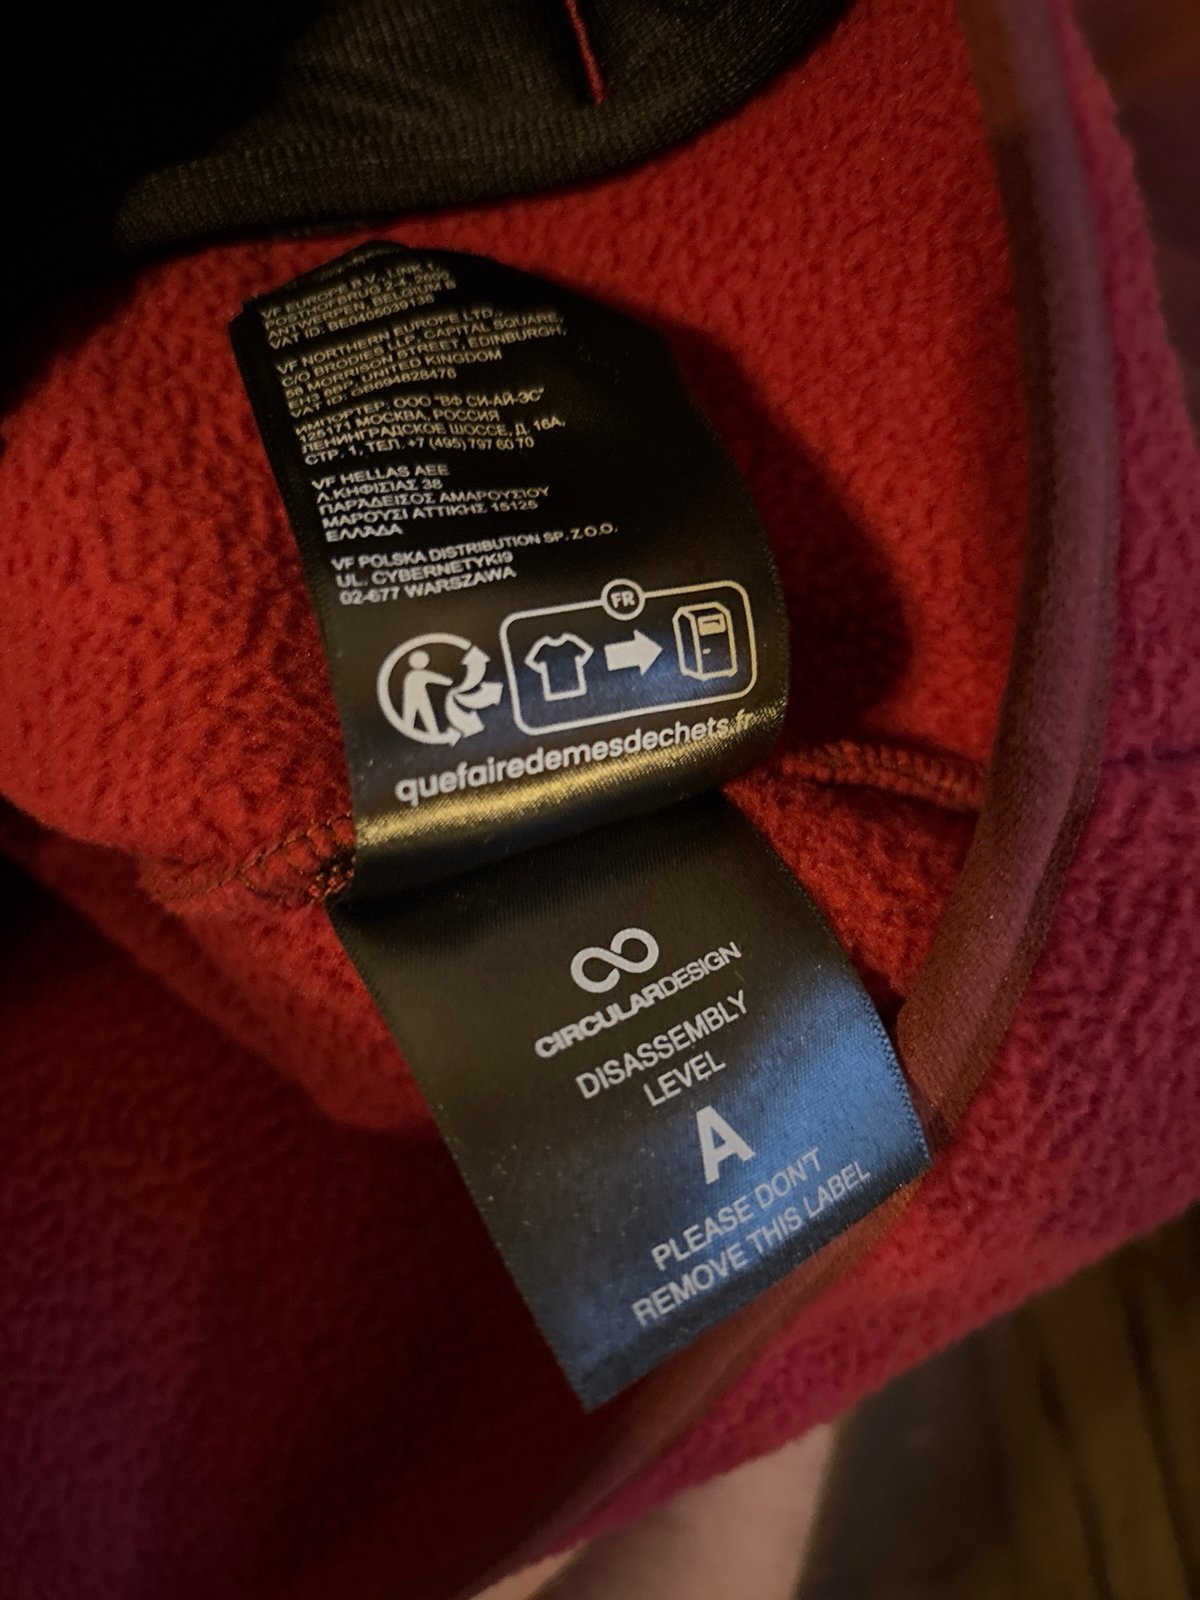 VF EUROPE B.V., LINK 1,
POSTHOFBRUG 2-4, 2600
ANTWERPEN, BELGIUM B
VAT ID: BE0405039136
VF NORTHERN EUROPE LTD.,
C/O BRODIES LLP, CAPITAL SQUARE,
58 MORRISON STREET, EDINBURGH,
EH3 8BP, UNITED KINGDOM
VAT ID: GB694828476
ИМПОРТЕР: ООО "ВФ СИ-АЙ-ЭС"
125171 МОСКВА, РОССИЯ
ЛЕНИНГРАДСКОЕ ШОССЕ, Д. 16А,
СТР. 1, ТЕЛ. +7 (495) 797 60 70
VF HELLAS AEE
Λ.ΚΗΦΙΣΙΑΣ 38
ΠΑΡΑΔΕΙΣΟΣ ΑΜΑΡΟΥΣΙΟΥ
ΜΑΡΟΥΣΙ ΑΤΤΙΚΗΣ 15125
ΕΛΛΑΔΑ
VF POLSKA DISTRIBUTION SP. Z O.O.
UL. CYBERNETYKI9
02-677 WARSZAWA
FR
quefairedemesdechets.fr
CIRCULARDESIGN
DISASSEMBLY
LEVEL
A
PLEASE DON'T
REMOVE THIS LABEL